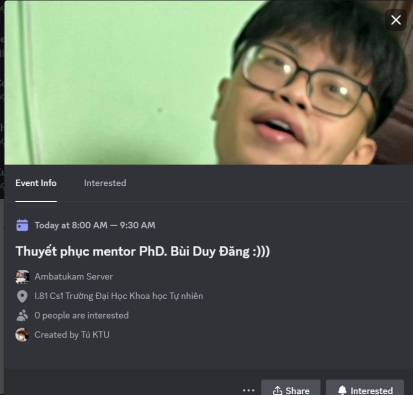 Event Info
Interested
Today at 8:00 AM — 9:30 AM
Thuyết phục mentor PhD. Bùi Duy Đăng :)))
Ambatukam Server
I.81 Cs1 Trường Đại Học Khoa học Tự nhiên
0 people are interested
Created by Tú KTU
Share
Interested